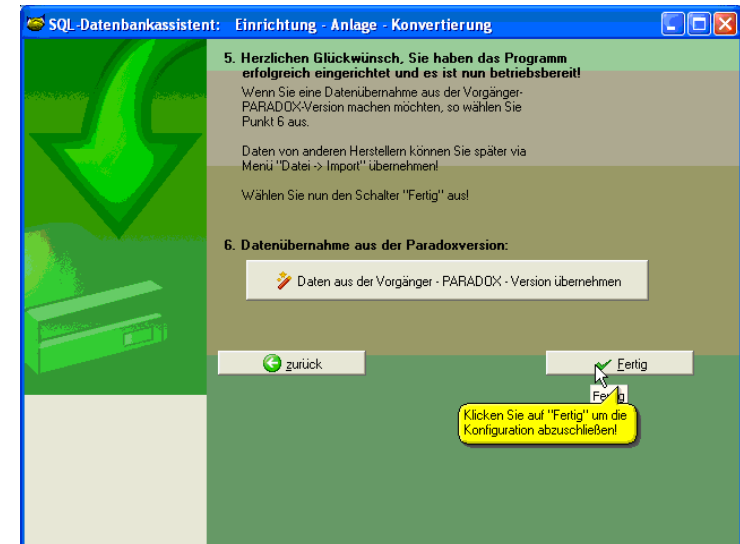 SQL-Datenbankassistent: Einrichtung - Anlage - Konvertierung
5. Herzlichen Glückwünsch, Sie haben das Programm
erfolgreich eingerichtet und es ist nun betriebsbereit!
Wenn Sie eine Datenübernahme aus der Vorgänger-
PARADOX-Version machen möchten, so wählen Sie
Punkt 6 aus.
Daten von anderen Herstellern können Sie später via
Menü "Datei -> Import" übernehmen!
Wählen Sie nun den Schalter "Fertig" aus!
6. Datenübernahme aus der Paradoxversion:
Daten aus der Vorgänger - PARADOX - Version übernehmen
zurück
Fertig
Fertig
Klicken Sie auf "Fertig" um die
Konfiguration abzuschließen!